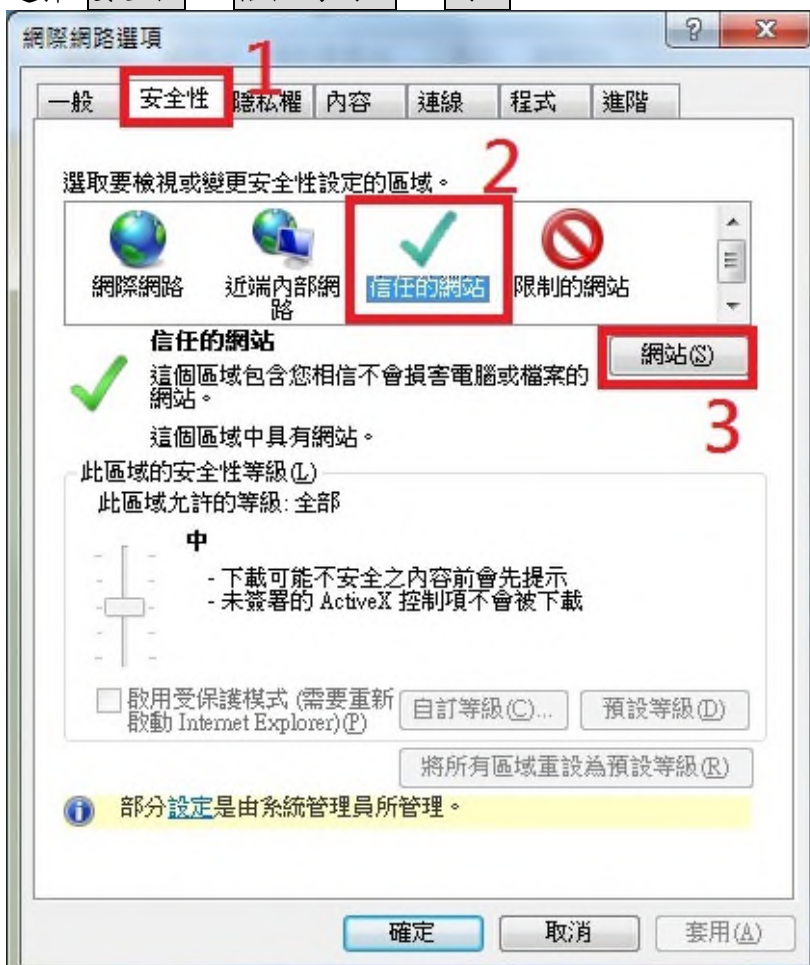 網際網路選項
1
一般 安全性 隱私權 內容 連線 程式 進階
選取要檢視或變更安全性設定的區域。
2
網際網路 近端內部網路 信任的網站 限制的網站
信任的網站
網站(S)
這個區域包含您相信不會損害電腦或檔案的
網站。
3
這個區域中具有網站。
此區域的安全性等級(L)
此區域允許的等級: 全部
中
- 下載可能不安全之內容前會先提示
- 未簽署的 ActiveX 控制項不會被下載
啟用受保護模式 (需要重新
啟動 Internet Explorer)(P)
自訂等級(C)... 預設等級(D)
將所有區域重設為預設等級(R)
部分設定是由系統管理員所管理。
確定 取消 套用(A)